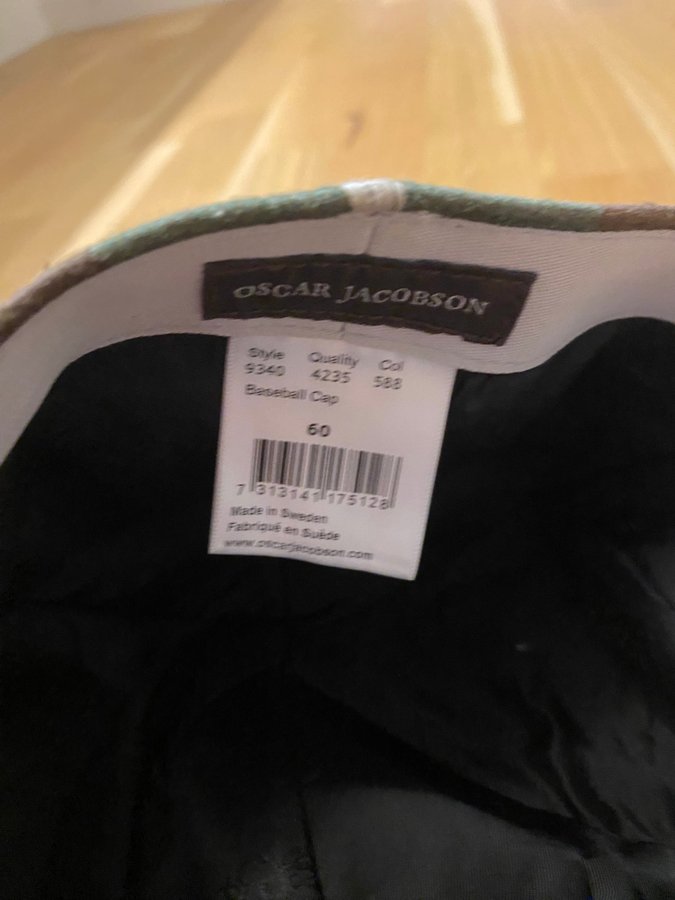 OSCAR JACOBSON
Style Quality Col
9340 4235 588
Baseball Cap
60
7 313141 175128
Made in Sweden
Fabriqué en Suède
www.oscarjacobson.com